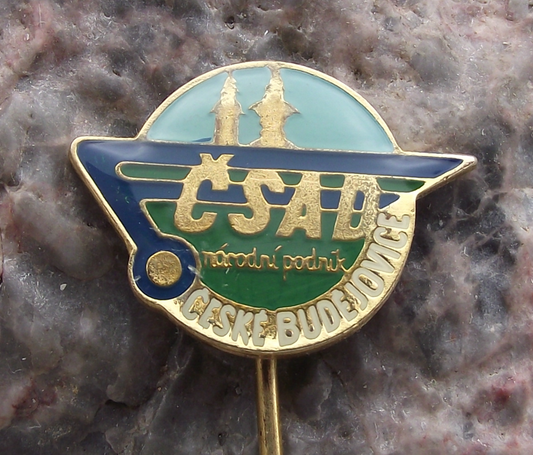 ČSAD
národní podnik
ČESKÉ BUDĚJOVICE